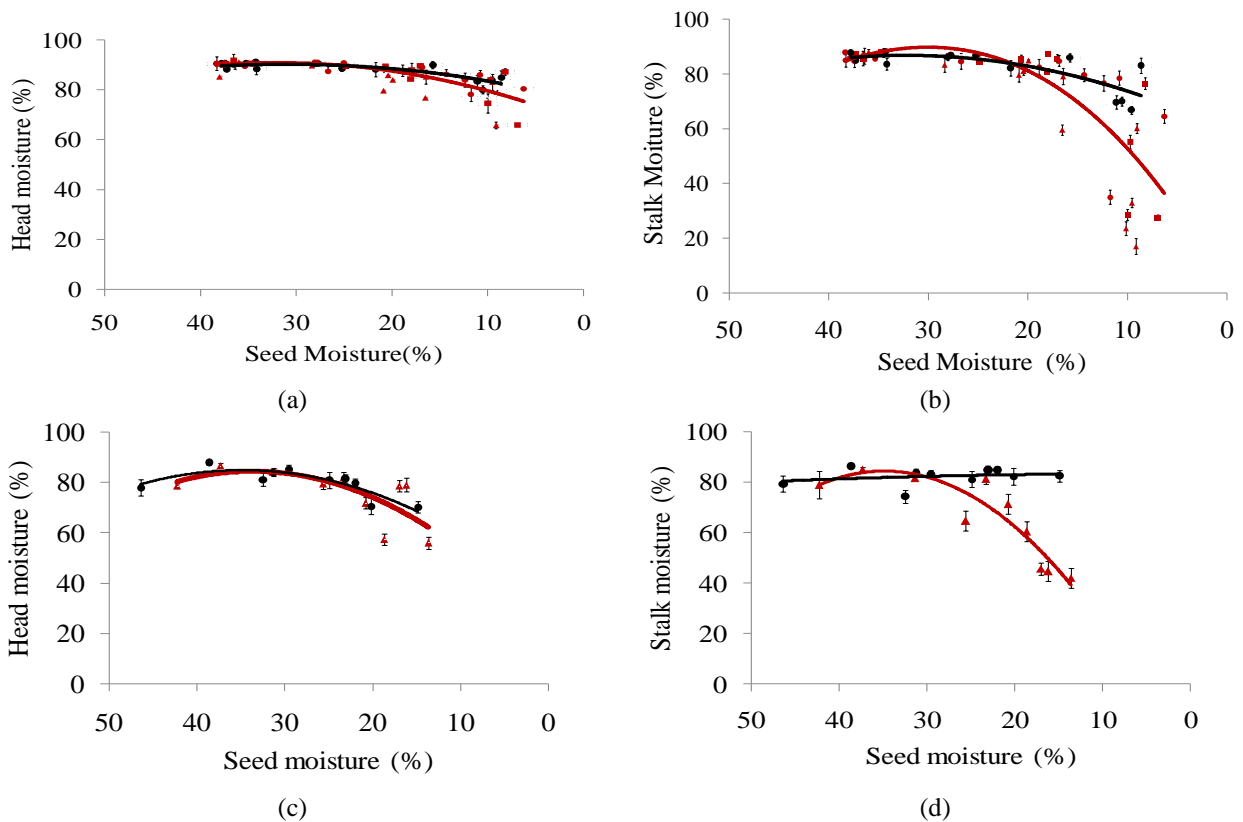 Head moisture (%)
100
80
60
40
20
0
50 40 30 20 10 0
Seed Moisture(%)
(a)
Stalk Moiture (%)
100
80
60
40
20
0
50 40 30 20 10 0
Seed Moisture (%)
(b)
Head moisture (%)
100
80
60
40
20
0
50 40 30 20 10 0
Seed moisture (%)
(c)
Stalk moisture (%)
100
80
60
40
20
0
50 40 30 20 10 0
Seed moisture (%)
(d)